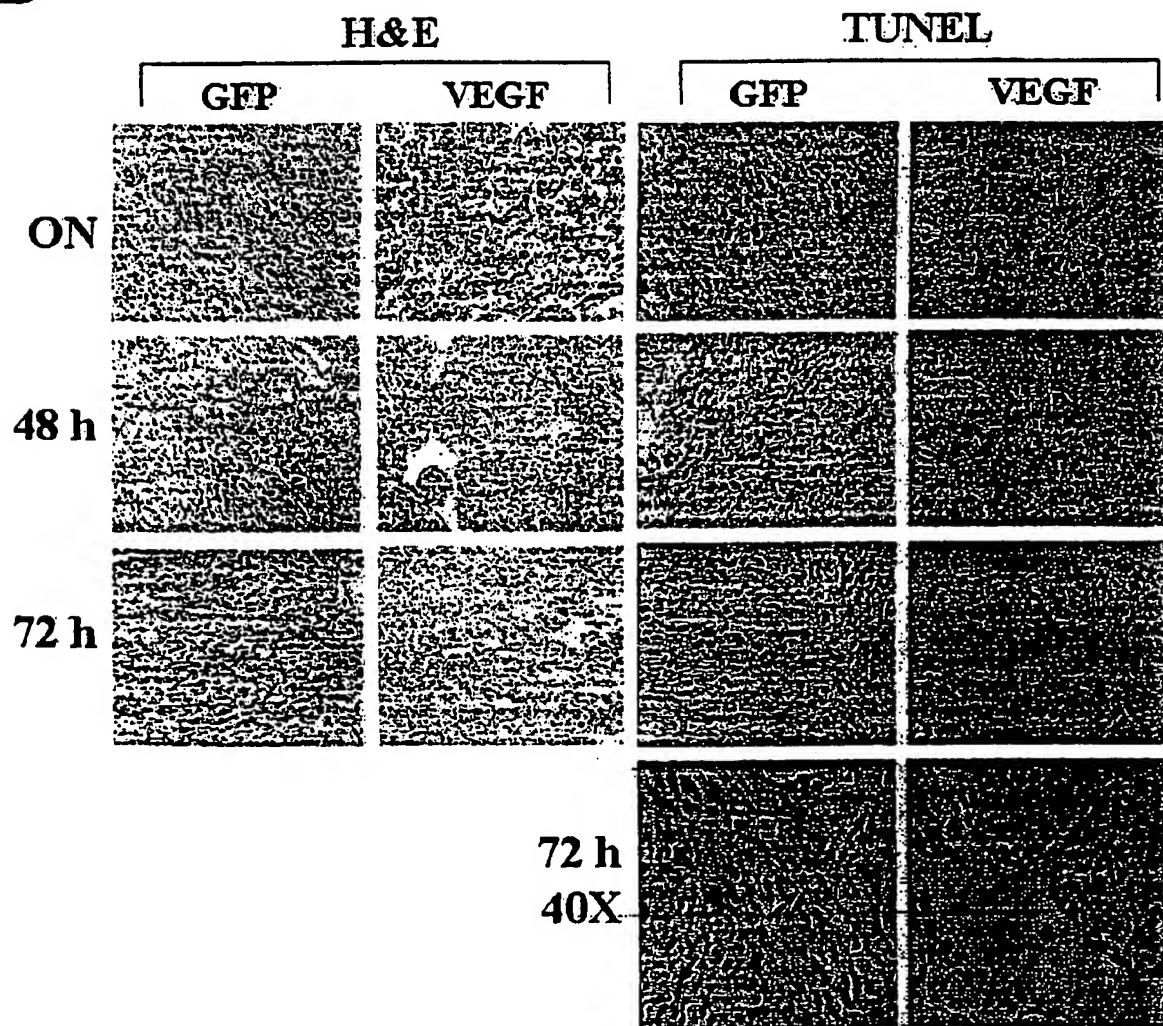 H&E TUNEL
GFP VEGF GFP VEGF
ON
48 h
72 h
72 h
40X